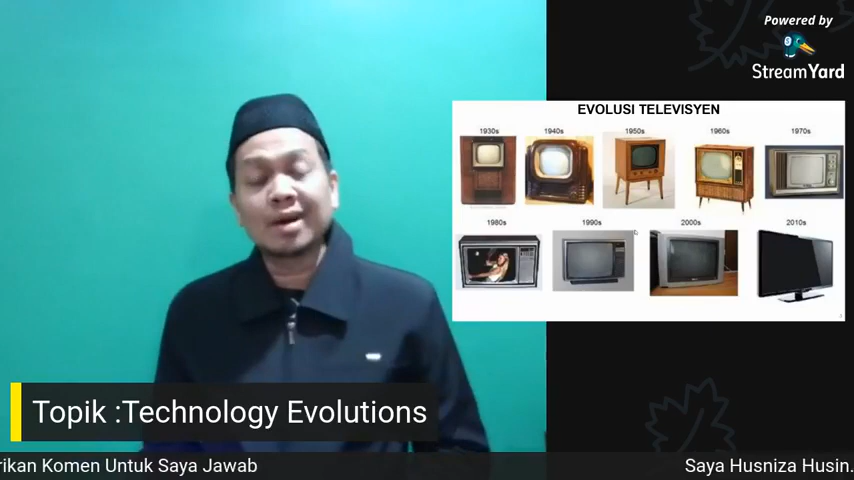 Powered by
StreamYard
EVOLUSI TELEVISYEN
1930s 1940s 1950s 1960s 1970s
1980s 1990s 2000s 2010s
Topik :Technology Evolutions
rikan Komen Untuk Saya Jawab
Saya Husniza Husin.